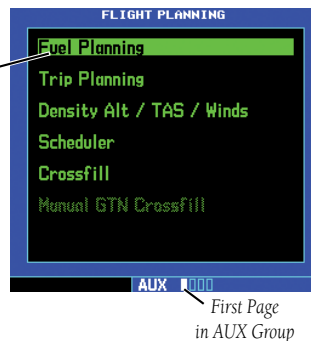 FLIGHT PLANNING
Fuel Planning
Trip Planning
Density Alt / TAS / Winds
Scheduler
Crossfill
Manual GTN Crossfill
AUX
First Page
in AUX Group